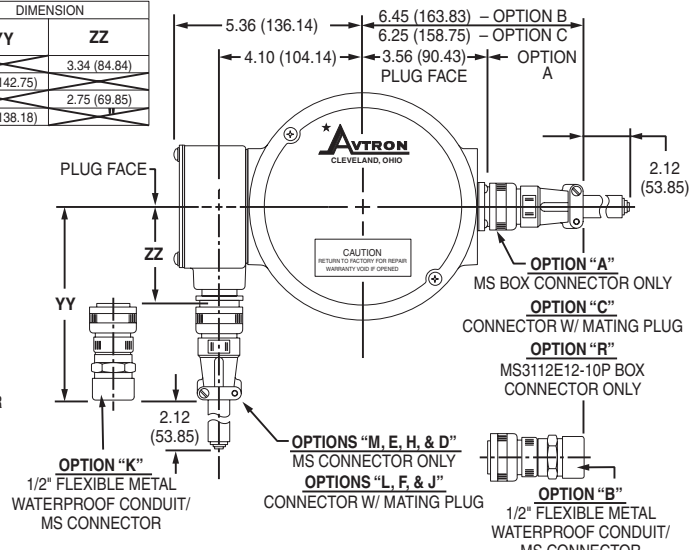 DIMENSION
YY
ZZ
3.34 (84.84)
142.75)
2.75 (69.85)
138.18)
5.36 (136.14)
6.45 (163.83) – OPTION B
6.25 (158.75) – OPTION C
4.10 (104.14)
3.56 (90.43)
PLUG FACE
OPTION
A
AVTRON
CLEVELAND, OHIO
PLUG FACE
2.12
(53.85)
ZZ
YY
CAUTION
RETURN TO FACTORY FOR REPAIR
WARRANTY VOID IF OPENED
OPTION “A”
MS BOX CONNECTOR ONLY
OPTION “C”
CONNECTOR W/ MATING PLUG
OPTION “R”
MS3112E12-10P BOX
CONNECTOR ONLY
R
2.12
(53.85)
OPTION “K”
1/2" FLEXIBLE METAL
WATERPROOF CONDUIT/
MS CONNECTOR
OPTIONS “M, E, H, & D”
MS CONNECTOR ONLY
OPTIONS “L, F, & J”
CONNECTOR W/ MATING PLUG
OPTION “B”
1/2" FLEXIBLE METAL
WATERPROOF CONDUIT/
MS CONNECTOR